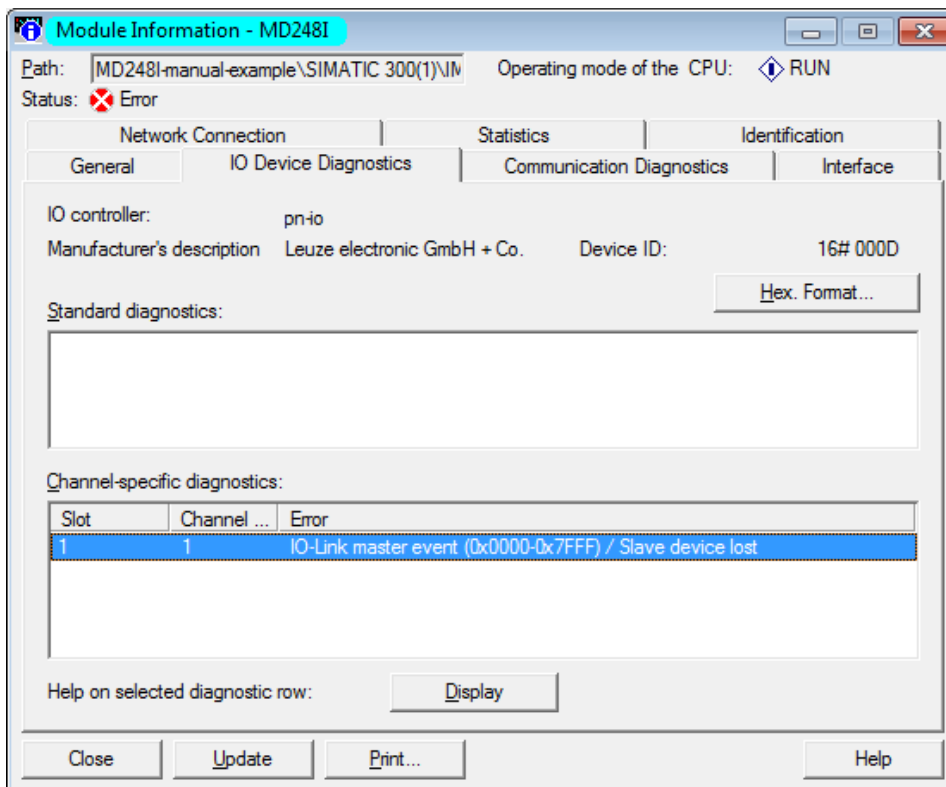 Module Information - MD248I
Path: MD248I-manual-example\SIMATIC 300(1)\IM Operating mode of the CPU: RUN
Status: Error
Network Connection Statistics Identification
General IO Device Diagnostics Communication Diagnostics Interface
IO controller: pn-io
Manufacturer's description Leuze electronic GmbH + Co. Device ID: 16# 000D
Hex. Format...
Standard diagnostics:
Channel-specific diagnostics:
Slot Channel ... Error
1 1 IO-Link master event (0x0000-0x7FFF) / Slave device lost
Help on selected diagnostic row: Display
Close Update Print... Help